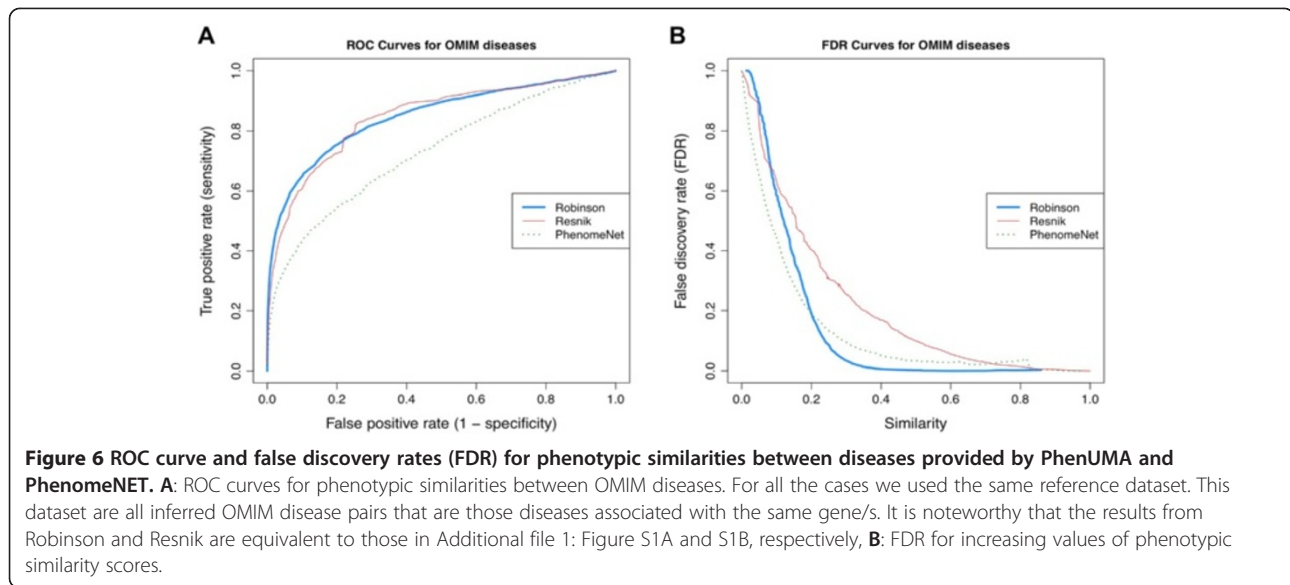 A
ROC Curves for OMIM diseases
True positive rate (sensitivity)
1.0
0.8
0.6
0.4
0.2
0.0
Robinson
Resnik
PhenomeNet
0.0 0.2 0.4 0.6 0.8 1.0
False positive rate (1 − specificity)
B
FDR Curves for OMIM diseases
False discovery rate (FDR)
1.0
0.8
0.6
0.4
0.2
0.0
Robinson
Resnik
PhenomeNet
0.0 0.2 0.4 0.6 0.8 1.0
Similarity
Figure 6 ROC curve and false discovery rates (FDR) for phenotypic similarities between diseases provided by PhenUMA and
PhenomeNET. A: ROC curves for phenotypic similarities between OMIM diseases. For all the cases we used the same reference dataset. This
dataset are all inferred OMIM disease pairs that are those diseases associated with the same gene/s. It is noteworthy that the results from
Robinson and Resnik are equivalent to those in Additional file 1: Figure S1A and S1B, respectively, B: FDR for increasing values of phenotypic
similarity scores.